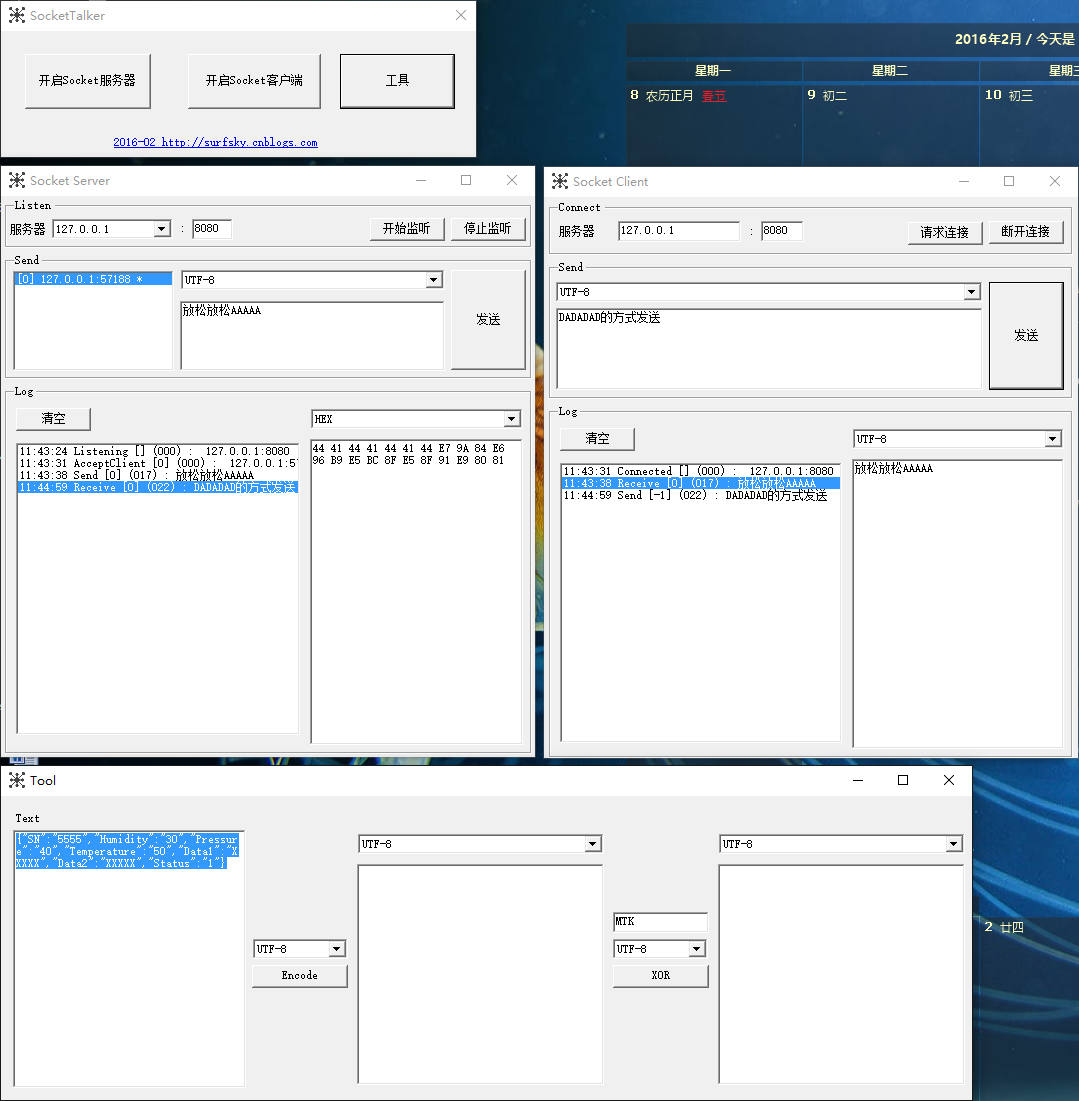 SocketTalker
开启Socket服务器
开启Socket客户端
工具
2016-02 http://surfsky.cnblogs.com
2016年2月 / 今天是
星期一
星期二
星期三
8 农历正月 春节
9 初二
10 初三
Socket Server
Listen
服务器
127.0.0.1
:
8080
开始监听
停止监听
Send
[0] 127.0.0.1:57188 *
UTF-8
放松放松AAAAA
发送
Log
清空
HEX
11:43:24 Listening [] (000) :  127.0.0.1:8080
11:43:31 AcceptClient [0] (000) :  127.0.0.1:5
11:43:38 Send [0] (017) : 放松放松AAAAA
11:44:59 Receive [0] (022) : DADADAD的方式发送
44 41 44 41 44 41 44 E7 9A 84 E6
96 B9 E5 BC 8F E5 8F 91 E9 80 81
Socket Client
Connect
服务器
127.0.0.1
:
8080
请求连接
断开连接
Send
UTF-8
DADADAD的方式发送
发送
Log
清空
UTF-8
11:43:31 Connected [] (000) :  127.0.0.1:8080
11:43:38 Receive [0] (017) : 放松放松AAAAA
11:44:59 Send [-1] (022) : DADADAD的方式发送
放松放松AAAAA
Tool
Text
{"SN":"5555","Humidity":"30","Pressur
e":"40","Temperature":"50","Data1":"X
XXXX","Data2":"XXXXX","Status":"1"}
UTF-8
Encode
UTF-8
MTK
UTF-8
XOR
UTF-8
2 廿四